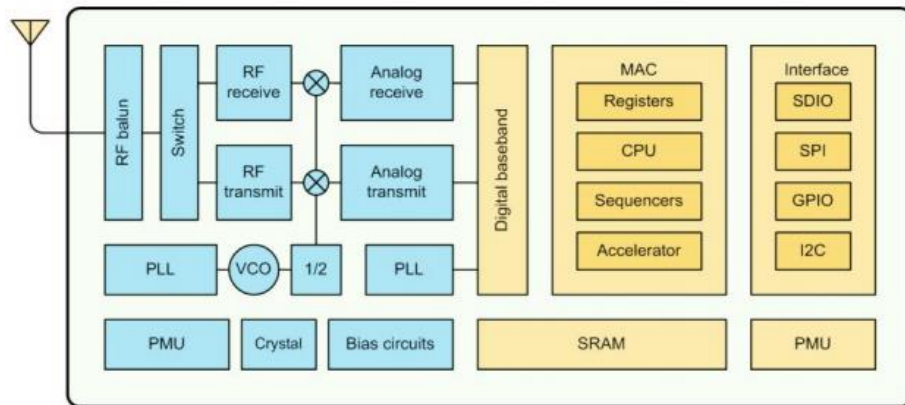 RF balun
Switch
RF
receive
Analog
receive
RF
transmit
Analog
transmit
PLL
VCO
1/2
PLL
Digital baseband
MAC
Registers
CPU
Sequencers
Accelerator
Interface
SDIO
SPI
GPIO
I2C
PMU
Crystal
Bias circuits
SRAM
PMU